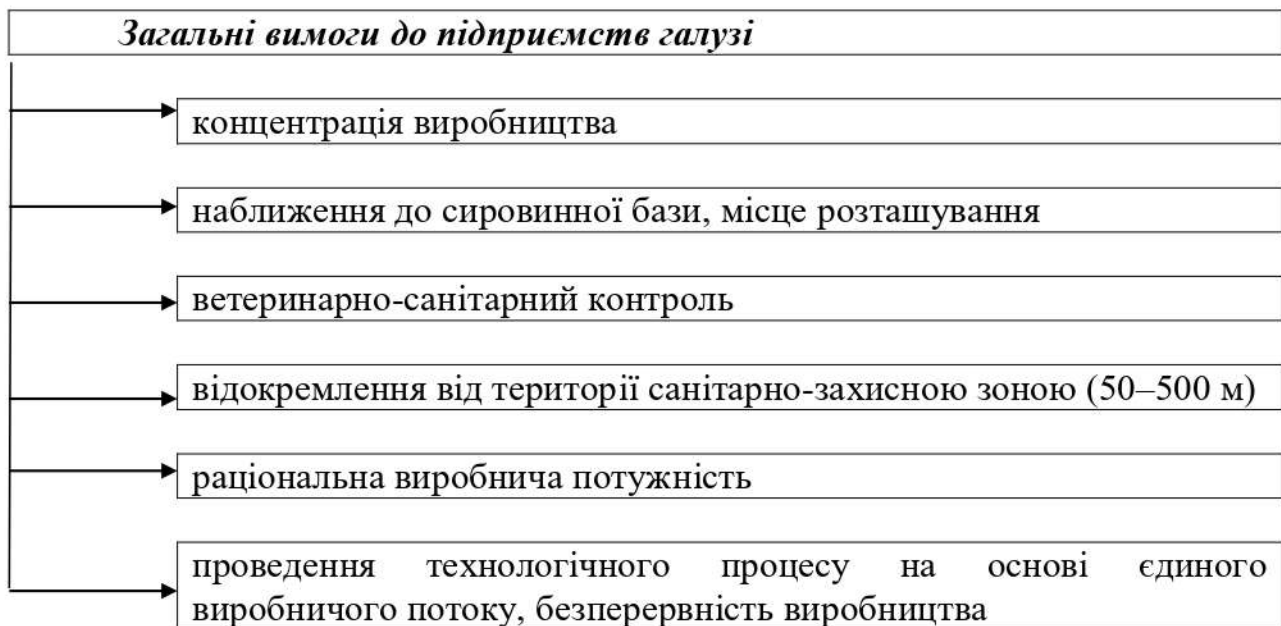 Загальні вимоги до підприємств галузі
концентрація виробництва
наближення до сировинної бази, місце розташування
ветеринарно-санітарний контроль
відокремлення від території санітарно-захисною зоною (50–500 м)
раціональна виробнича потужність
проведення технологічного процесу на основі єдиного
виробничого потоку, безперервність виробництва